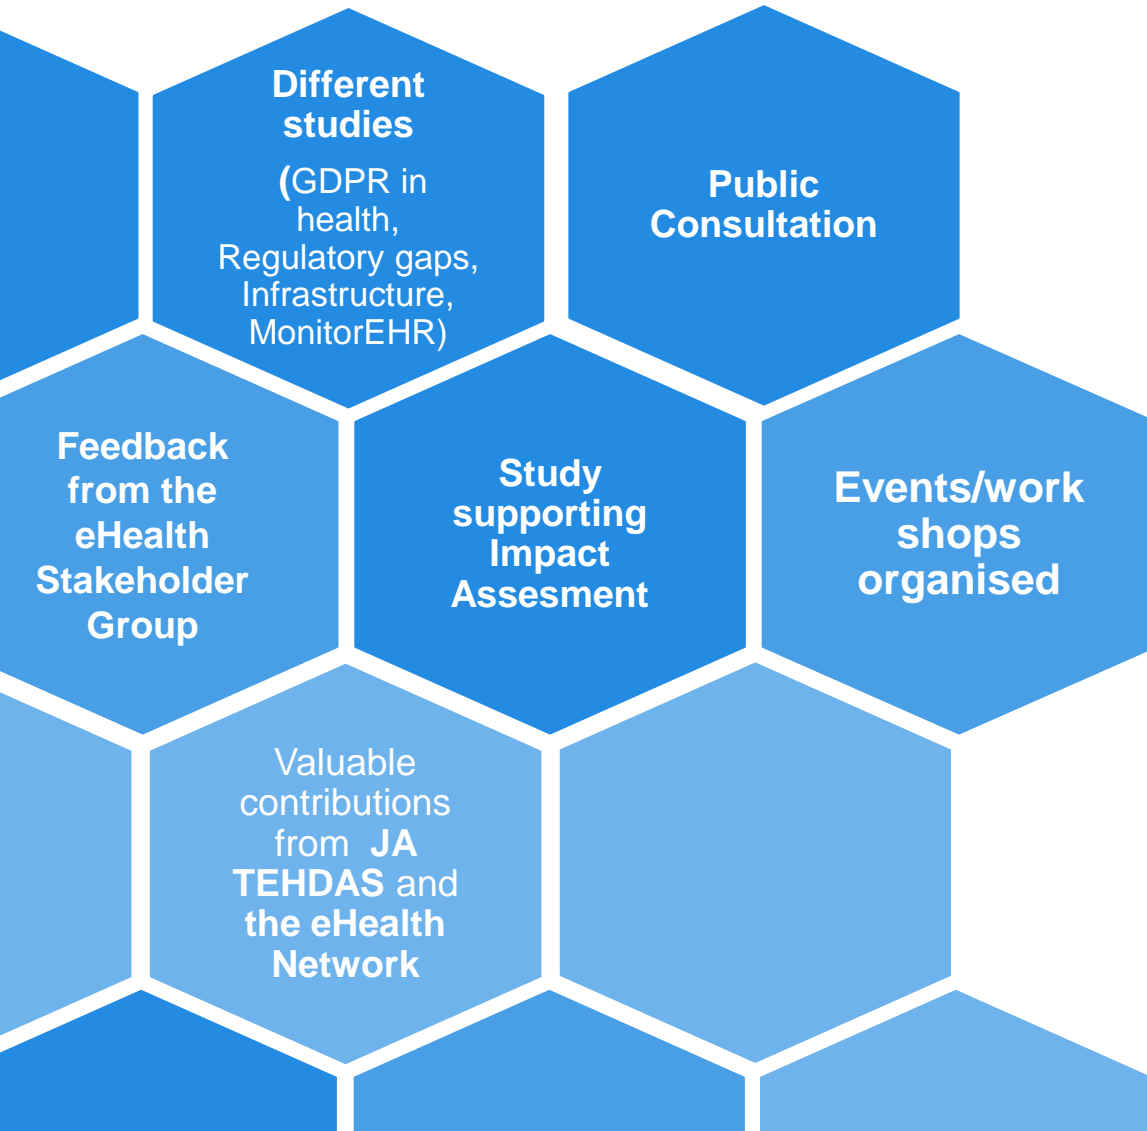 Different
studies
(GDPR in
health,
Regulatory gaps,
Infrastructure,
MonitorEHR)
Public
Consultation
Feedback
from the
eHealth
Stakeholder
Group
Study
supporting
Impact
Assesment
Events/work
shops
organised
Valuable
contributions
from JA
TEHDAS and
the eHealth
Network